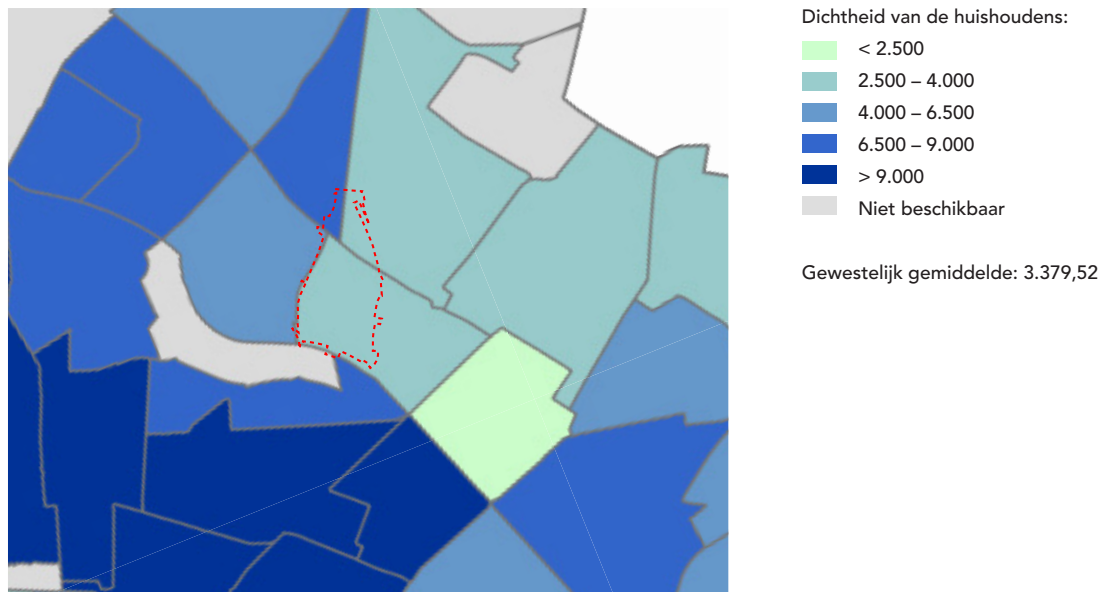 Dichtheid van de huishoudens:
< 2.500
2.500 – 4.000
4.000 – 6.500
6.500 – 9.000
> 9.000
Niet beschikbaar
Gewestelijk gemiddelde: 3.379,52